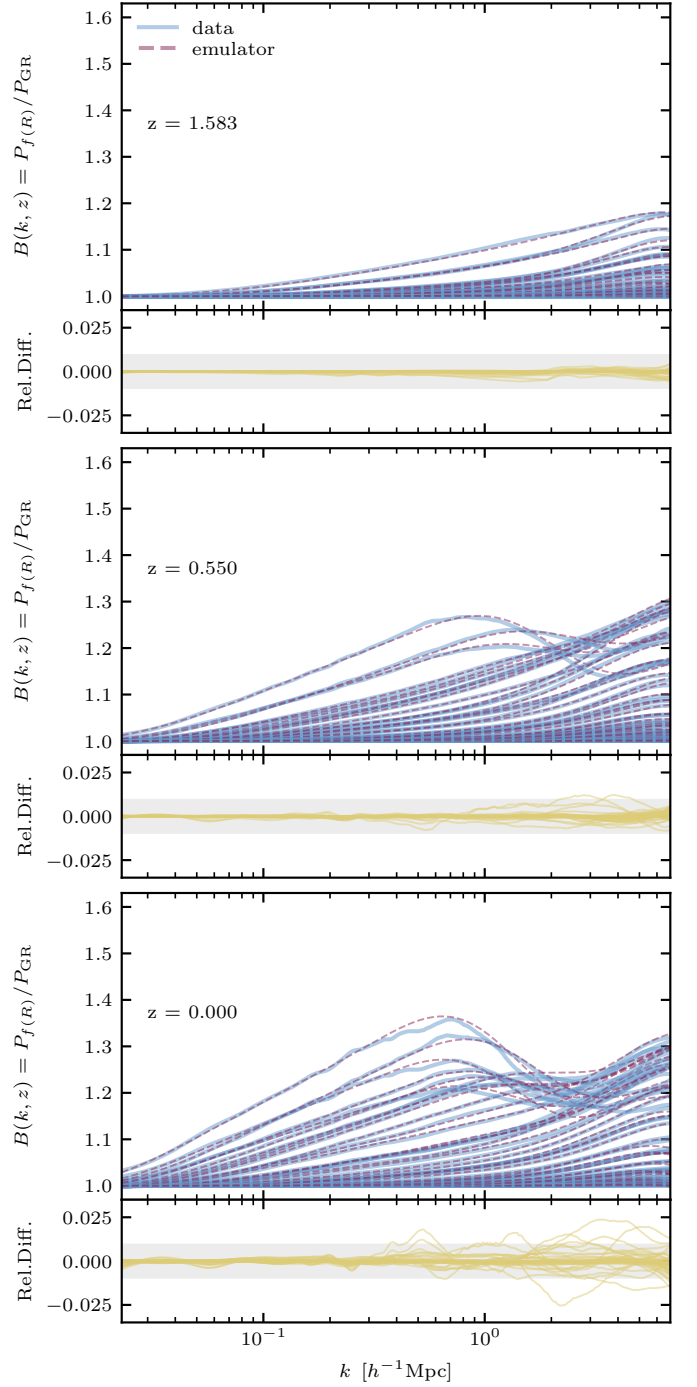 1.6
1.5
1.4
1.3
1.2
1.1
1.0
B(k, z) = P_{f(R)}/P_{GR}
data
emulator
z = 1.583
0.025
0.000
−0.025
Rel.Diff.
1.6
1.5
1.4
1.3
1.2
1.1
1.0
B(k, z) = P_{f(R)}/P_{GR}
z = 0.550
0.025
0.000
−0.025
Rel.Diff.
1.6
1.5
1.4
1.3
1.2
1.1
1.0
B(k, z) = P_{f(R)}/P_{GR}
z = 0.000
0.025
0.000
−0.025
Rel.Diff.
10^{−1} 10^{0}
k [h^{−1}Mpc]